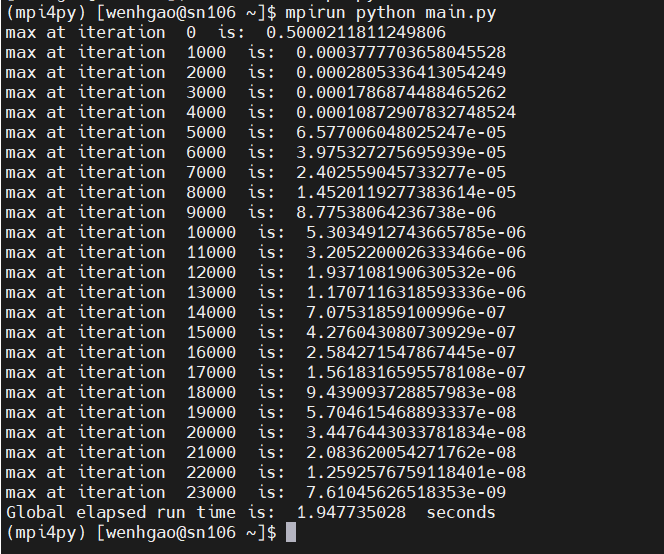 (mpi4py) [wenhgao@sn106 ~]$ mpirun python main.py
max at iteration  0  is:  0.5000211811249806
max at iteration  1000  is:  0.0003777703658045528
max at iteration  2000  is:  0.0002805336413054249
max at iteration  3000  is:  0.0001786874488465262
max at iteration  4000  is:  0.00010872907832748524
max at iteration  5000  is:  6.577006048025247e-05
max at iteration  6000  is:  3.975327275695939e-05
max at iteration  7000  is:  2.402559045733277e-05
max at iteration  8000  is:  1.4520119277383614e-05
max at iteration  9000  is:  8.77538064236738e-06
max at iteration  10000  is:  5.3034912743665785e-06
max at iteration  11000  is:  3.2052200026333466e-06
max at iteration  12000  is:  1.937108190630532e-06
max at iteration  13000  is:  1.1707116318593336e-06
max at iteration  14000  is:  7.07531859100996e-07
max at iteration  15000  is:  4.276043080730929e-07
max at iteration  16000  is:  2.584271547867445e-07
max at iteration  17000  is:  1.5618316595578108e-07
max at iteration  18000  is:  9.439093728857983e-08
max at iteration  19000  is:  5.704615468893337e-08
max at iteration  20000  is:  3.4476443033781834e-08
max at iteration  21000  is:  2.083620054271762e-08
max at iteration  22000  is:  1.2592576759118401e-08
max at iteration  23000  is:  7.61045626518353e-09
Global elapsed run time is:  1.947735028  seconds
(mpi4py) [wenhgao@sn106 ~]$